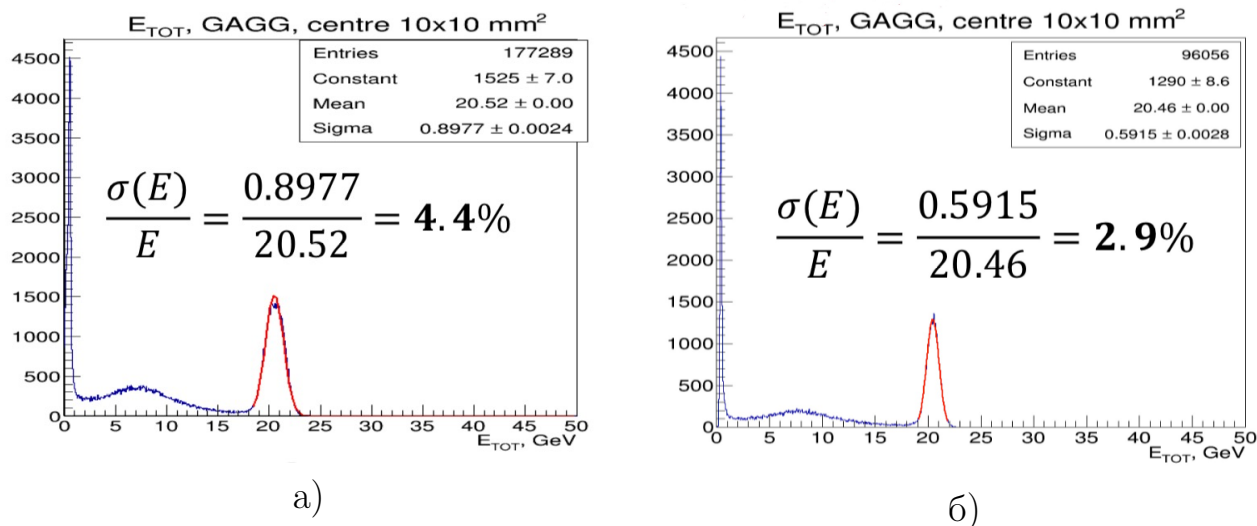 E_TOT, GAGG, centre 10x10 mm²
Entries 177289
Constant 1525 ± 7.0
Mean 20.52 ± 0.00
Sigma 0.8977 ± 0.0024
4500
4000
3500
3000
2500
2000
1500
1000
500
0
σ(E)/E = 0.8977/20.52 = 4.4%
0 5 10 15 20 25 30 35 40 45 50
E_TOT, GeV
а)
E_TOT, GAGG, centre 10x10 mm²
Entries 96056
Constant 1290 ± 8.6
Mean 20.46 ± 0.00
Sigma 0.5915 ± 0.0028
4500
4000
3500
3000
2500
2000
1500
1000
500
0
σ(E)/E = 0.5915/20.46 = 2.9%
0 5 10 15 20 25 30 35 40 45 50
E_TOT, GeV
б)